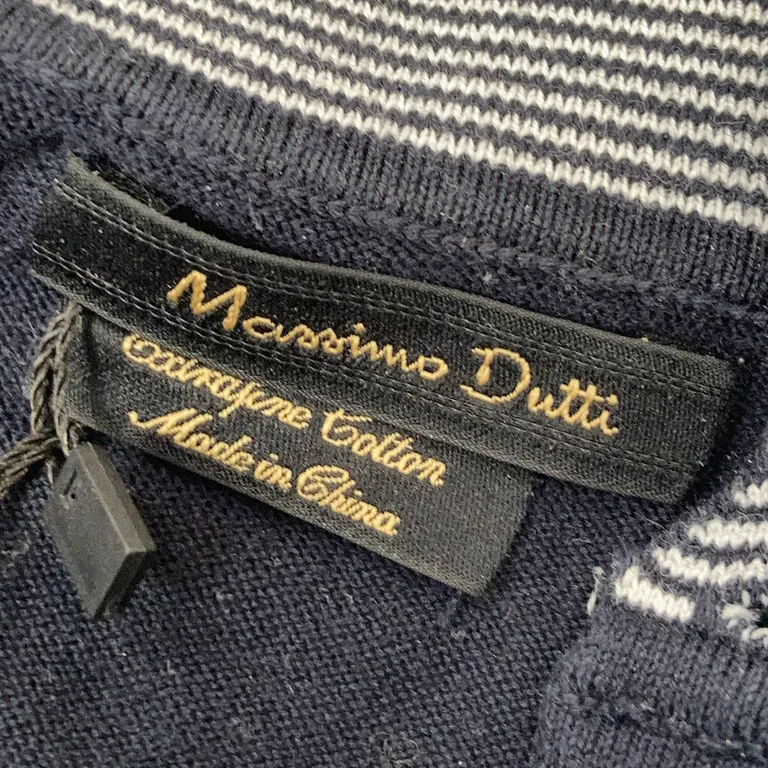 Massimo Dutti
Extrafine Cotton
Made in China